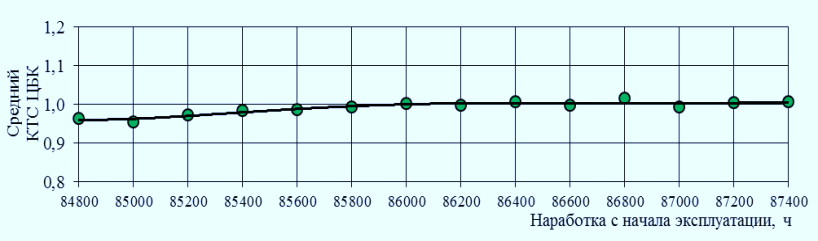 1,2
1,1
1,0
0,9
0,8
Средний
КТС ЦБК
84800 85000 85200 85400 85600 85800 86000 86200 86400 86600 86800 87000 87200 87400
Наработка с начала эксплуатации, ч